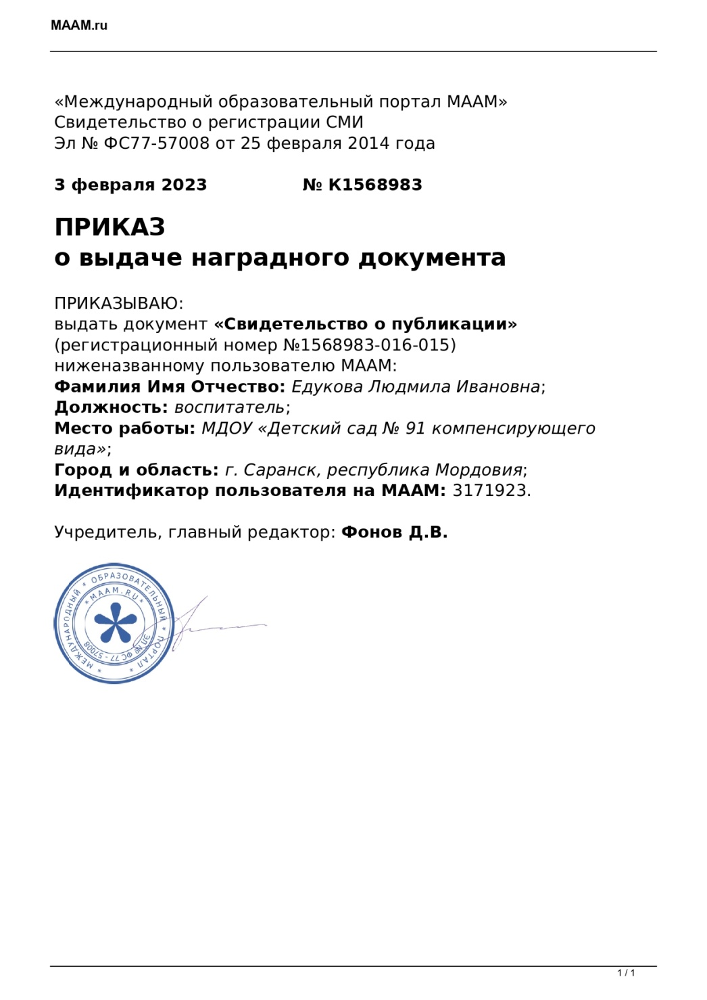 МААМ.ru
«Международный образовательный портал МААМ»
Свидетельство о регистрации СМИ
Эл № ФС77-57008 от 25 февраля 2014 года
3 февраля 2023 № К1568983
ПРИКАЗ
о выдаче наградного документа
ПРИКАЗЫВАЮ:
выдать документ «Свидетельство о публикации»
(регистрационный номер №1568983-016-015)
ниженазванному пользователю МААМ:
Фамилия Имя Отчество: Едукова Людмила Ивановна;
Должность: воспитатель;
Место работы: МДОУ «Детский сад № 91 компенсирующего
вида»;
Город и область: г. Саранск, республика Мордовия;
Идентификатор пользователя на МААМ: 3171923.
Учредитель, главный редактор: Фонов Д.В.
* МЕЖДУНАРОДНЫЙ * ОБРАЗОВАТЕЛЬНЫЙ * ПОРТАЛ *
* МААМ.RU *
ЭЛ № ФС 77 - 57008
1 / 1